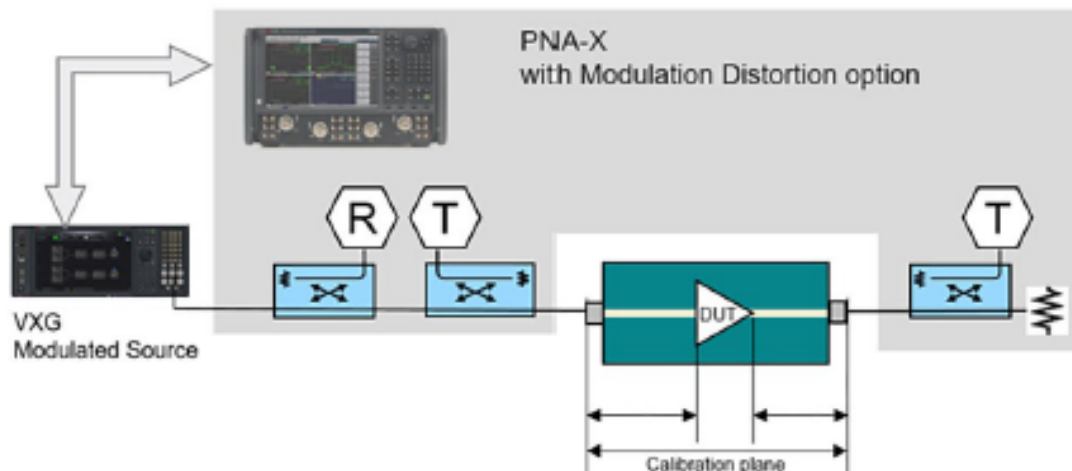 PNA-X
with Modulation Distortion option
R
T
T
VXG
Modulated Source
DUT
Calibration plane